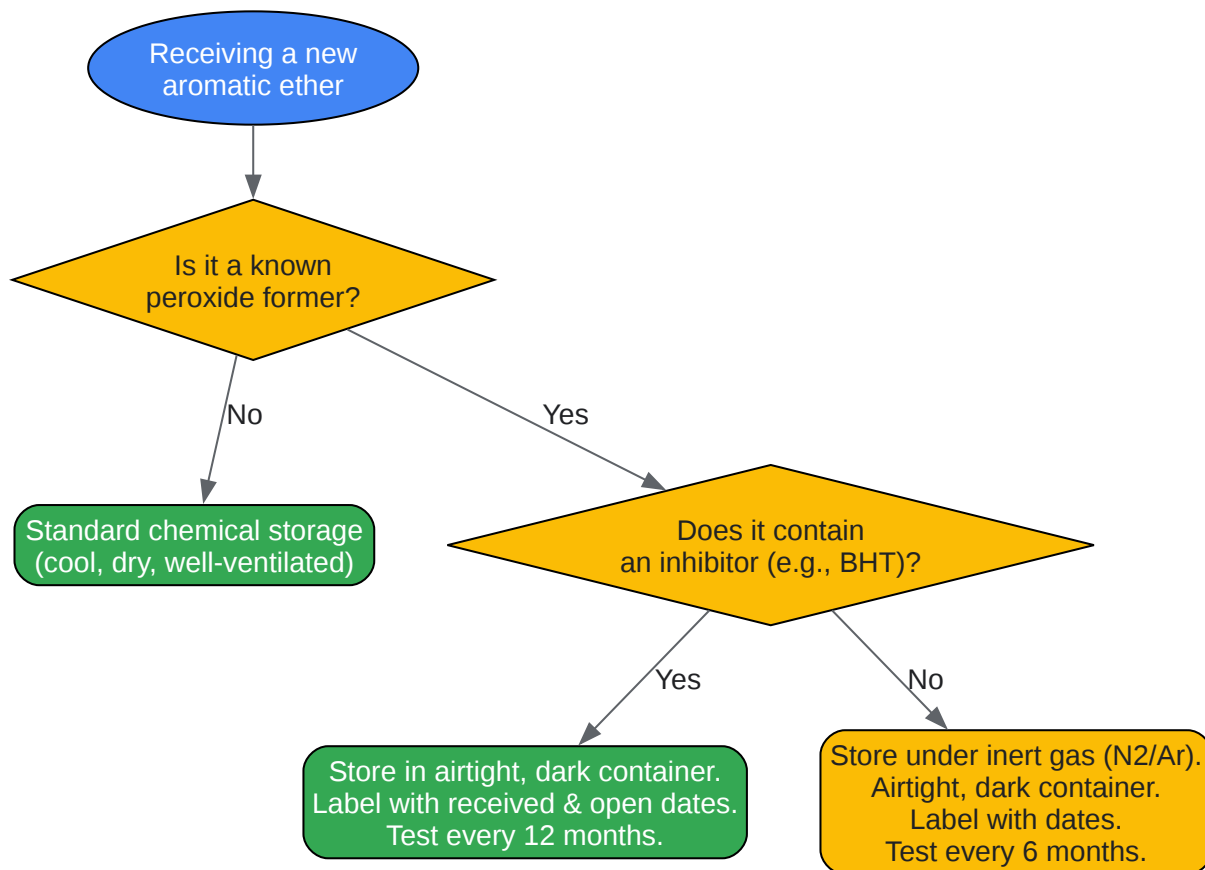 Receiving a new
aromatic ether
Is it a known
peroxide former?
No
Yes
Standard chemical storage
(cool, dry, well-ventilated)
Does it contain
an inhibitor (e.g., BHT)?
Yes
No
Store in airtight, dark container.
Label with received & open dates.
Test every 12 months.
Store under inert gas (N2/Ar).
Airtight, dark container.
Label with dates.
Test every 6 months.